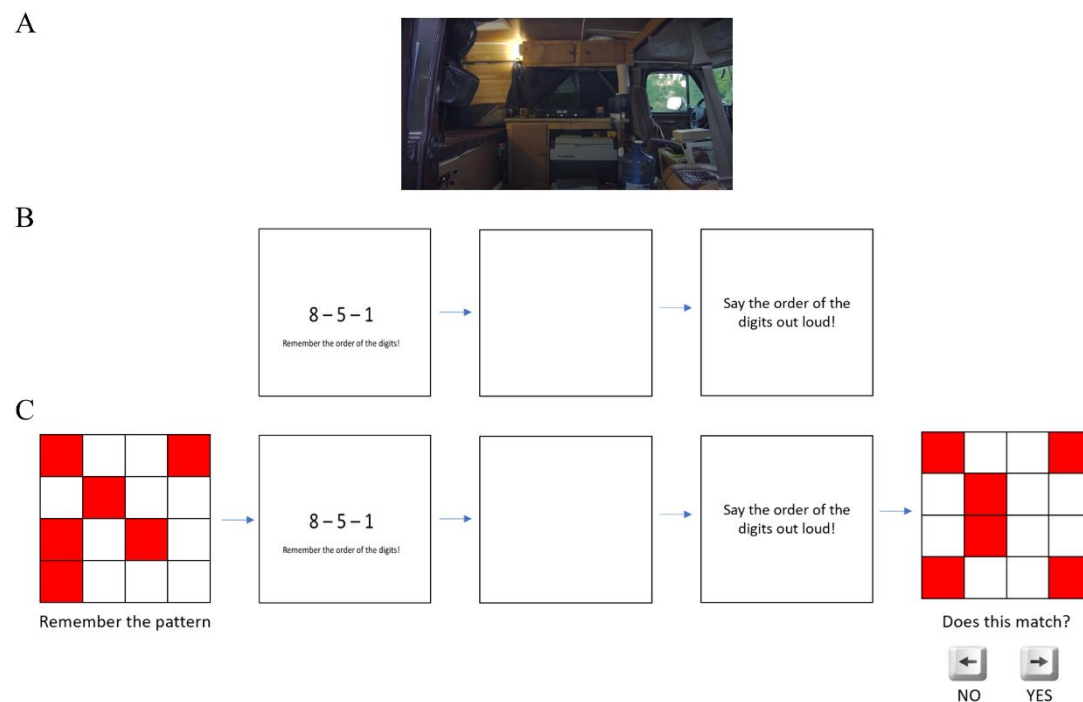 A
B
8 – 5 – 1
Remember the order of the digits!
Say the order of the
digits out loud!
C
8 – 5 – 1
Remember the order of the digits!
Say the order of the
digits out loud!
Remember the pattern
Does this match?
NO YES